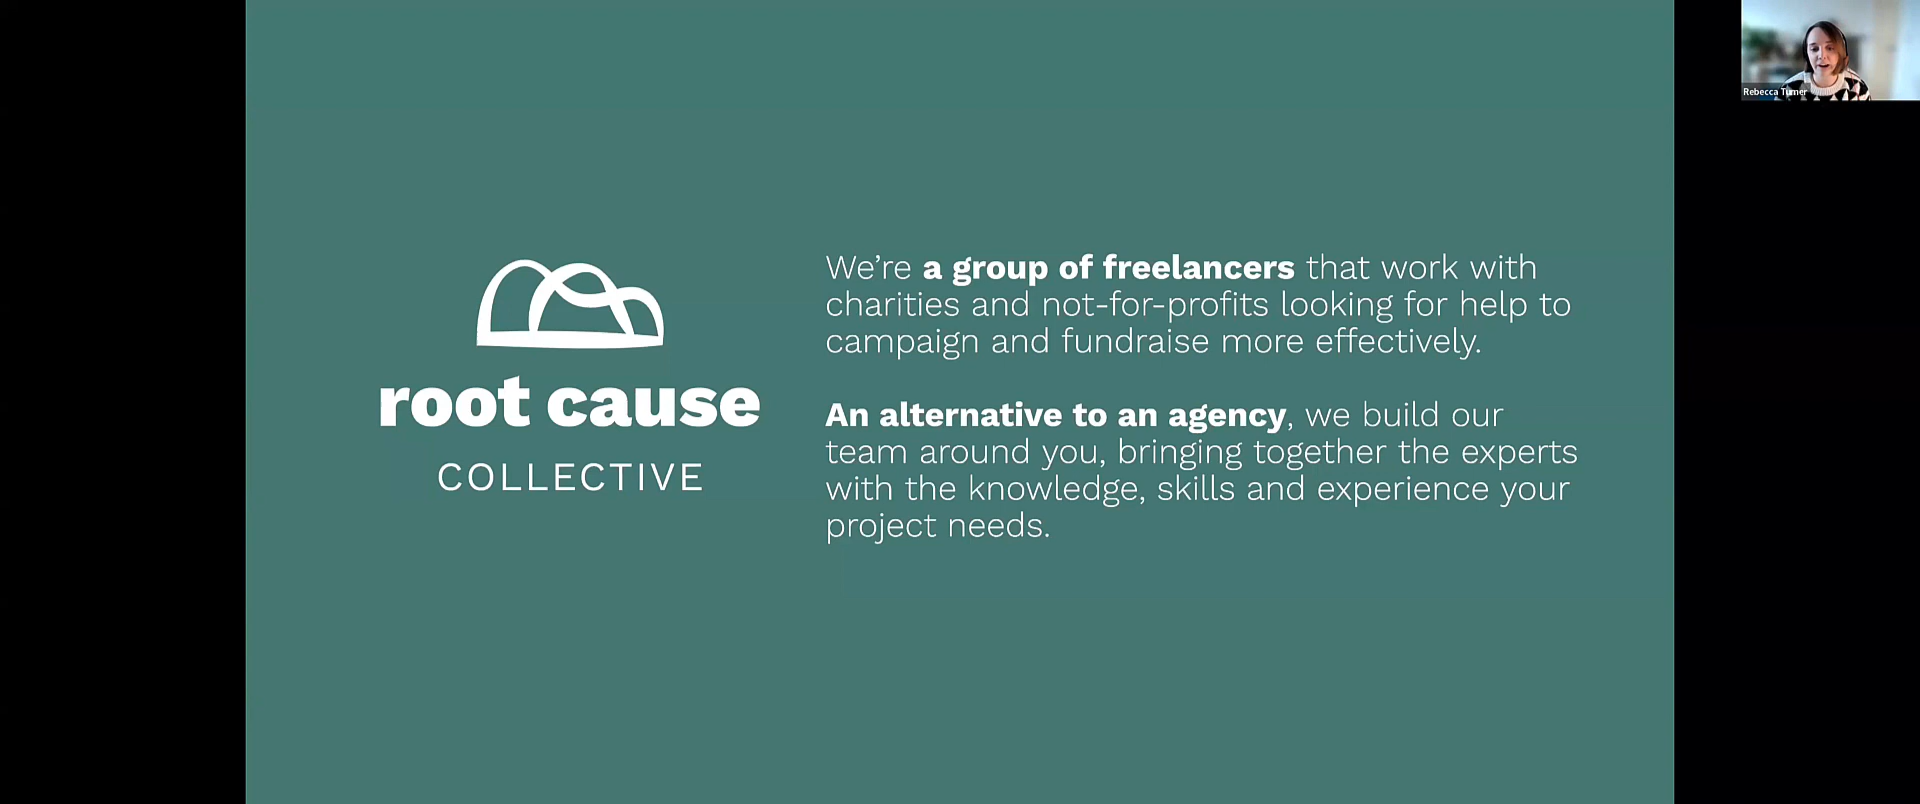 root cause
COLLECTIVE
We're a group of freelancers that work with
charities and not-for-profits looking for help to
campaign and fundraise more effectively.
An alternative to an agency, we build our
team around you, bringing together the experts
with the knowledge, skills and experience your
project needs.
Rebecca Turner